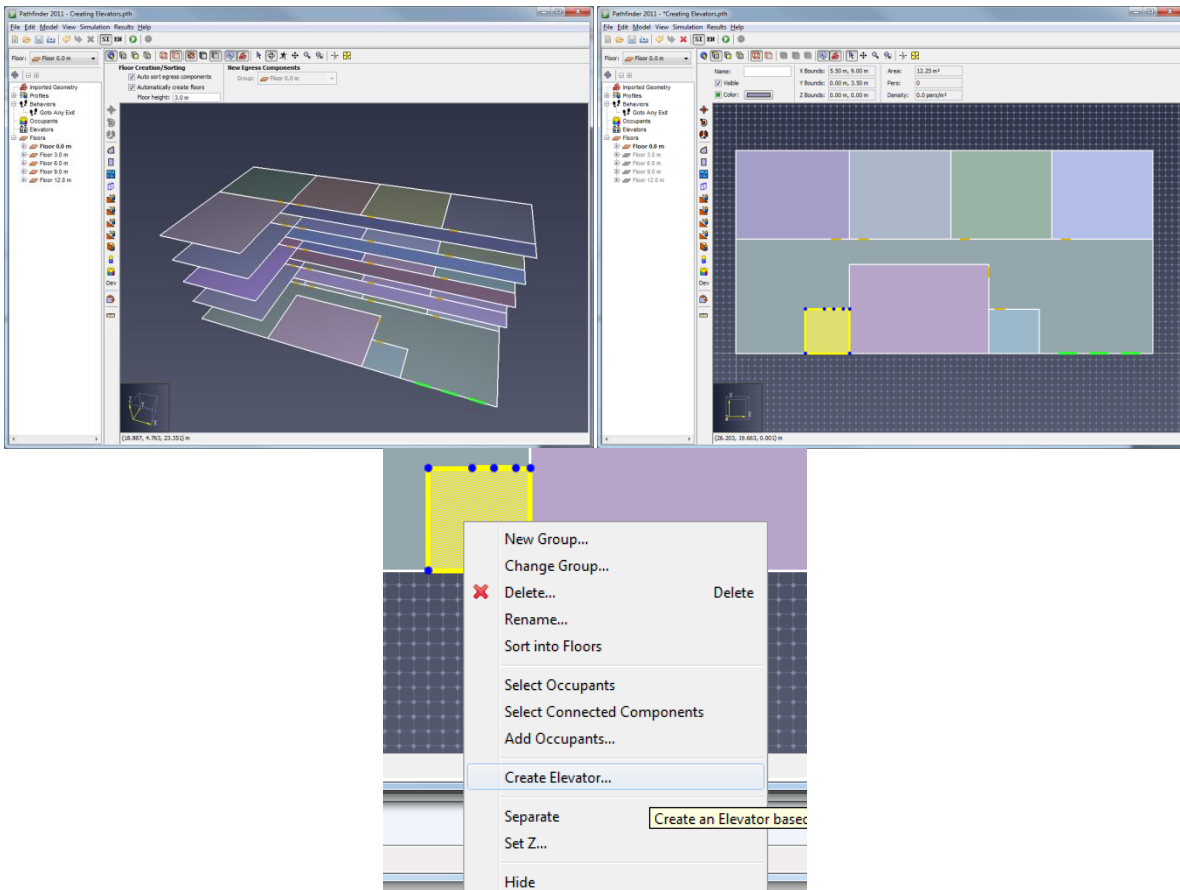 Pathfinder 2011 - Creating Elevators.pth
File Edit Model View Simulation Results Help
SI EN
Floor: Floor 0.0 m
Floor Creation/Sorting
Auto sort egress components
Automatically create floors
Floor height: 3.0 m
New Egress Components
Group: Floor 0.0 m
Imported Geometry
Profiles
Behaviors
Goto Any Exit
Occupants
Elevators
Floors
Floor 0.0 m
Floor 3.0 m
Floor 6.0 m
Floor 9.0 m
Floor 12.0 m
Dev
Z Y X
(18.887, 4.763, 23.351) m
Pathfinder 2011 - *Creating Elevators.pth
File Edit Model View Simulation Results Help
SI EN
Floor: Floor 0.0 m
Name:
Visible
Color:
X Bounds: 5.50 m, 9.00 m
Y Bounds: 0.00 m, 3.50 m
Z Bounds: 0.00 m, 0.00 m
Area: 12.25 m²
Pers: 0
Density: 0.0 pers/m²
Imported Geometry
Profiles
Behaviors
Goto Any Exit
Occupants
Elevators
Floors
Floor 0.0 m
Floor 3.0 m
Floor 6.0 m
Floor 9.0 m
Floor 12.0 m
Dev
Y
X
(26.203, 19.663, 0.001) m
New Group...
Change Group...
Delete... Delete
Rename...
Sort into Floors
Select Occupants
Select Connected Components
Add Occupants...
Create Elevator...
Separate
Create an Elevator based
Set Z...
Hide